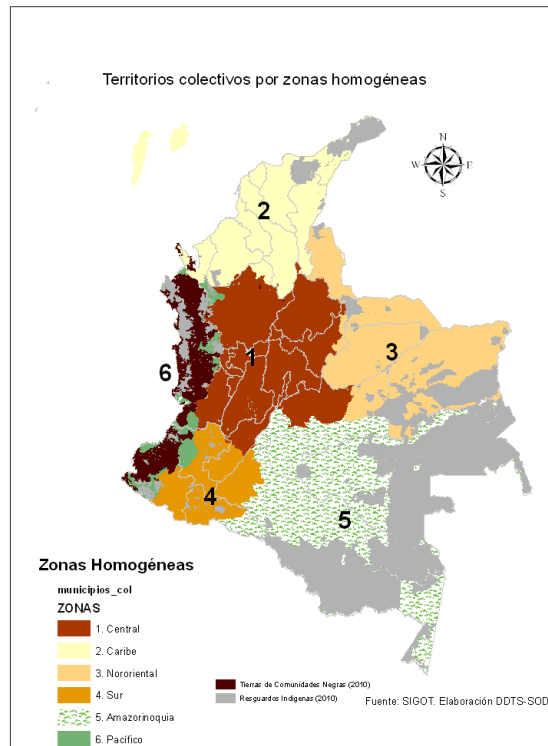 Territorios colectivos por zonas homogéneas
N
W
E
S
2
1
3
6
4
5
Zonas Homogéneas
municipios_col
ZONAS
1. Central
2. Caribe
3. Nororiental
4. Sur
5. Amazorinoquia
6. Pacífico
Tierras de Comunidades Negras (2010)
Resguardos Indigenas (2010)
Fuente: SIGOT. Elaboración DDTS-SOD